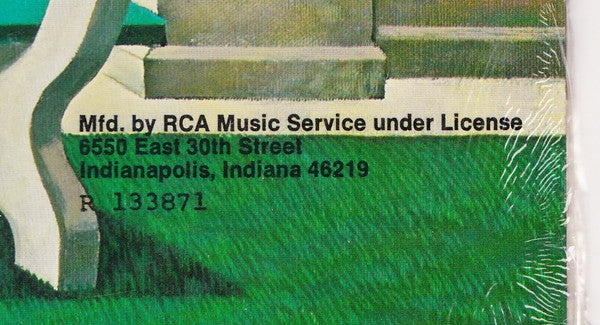 Mfd. by RCA Music Service under License
6550 East 30th Street
Indianapolis, Indiana 46219
R 133871